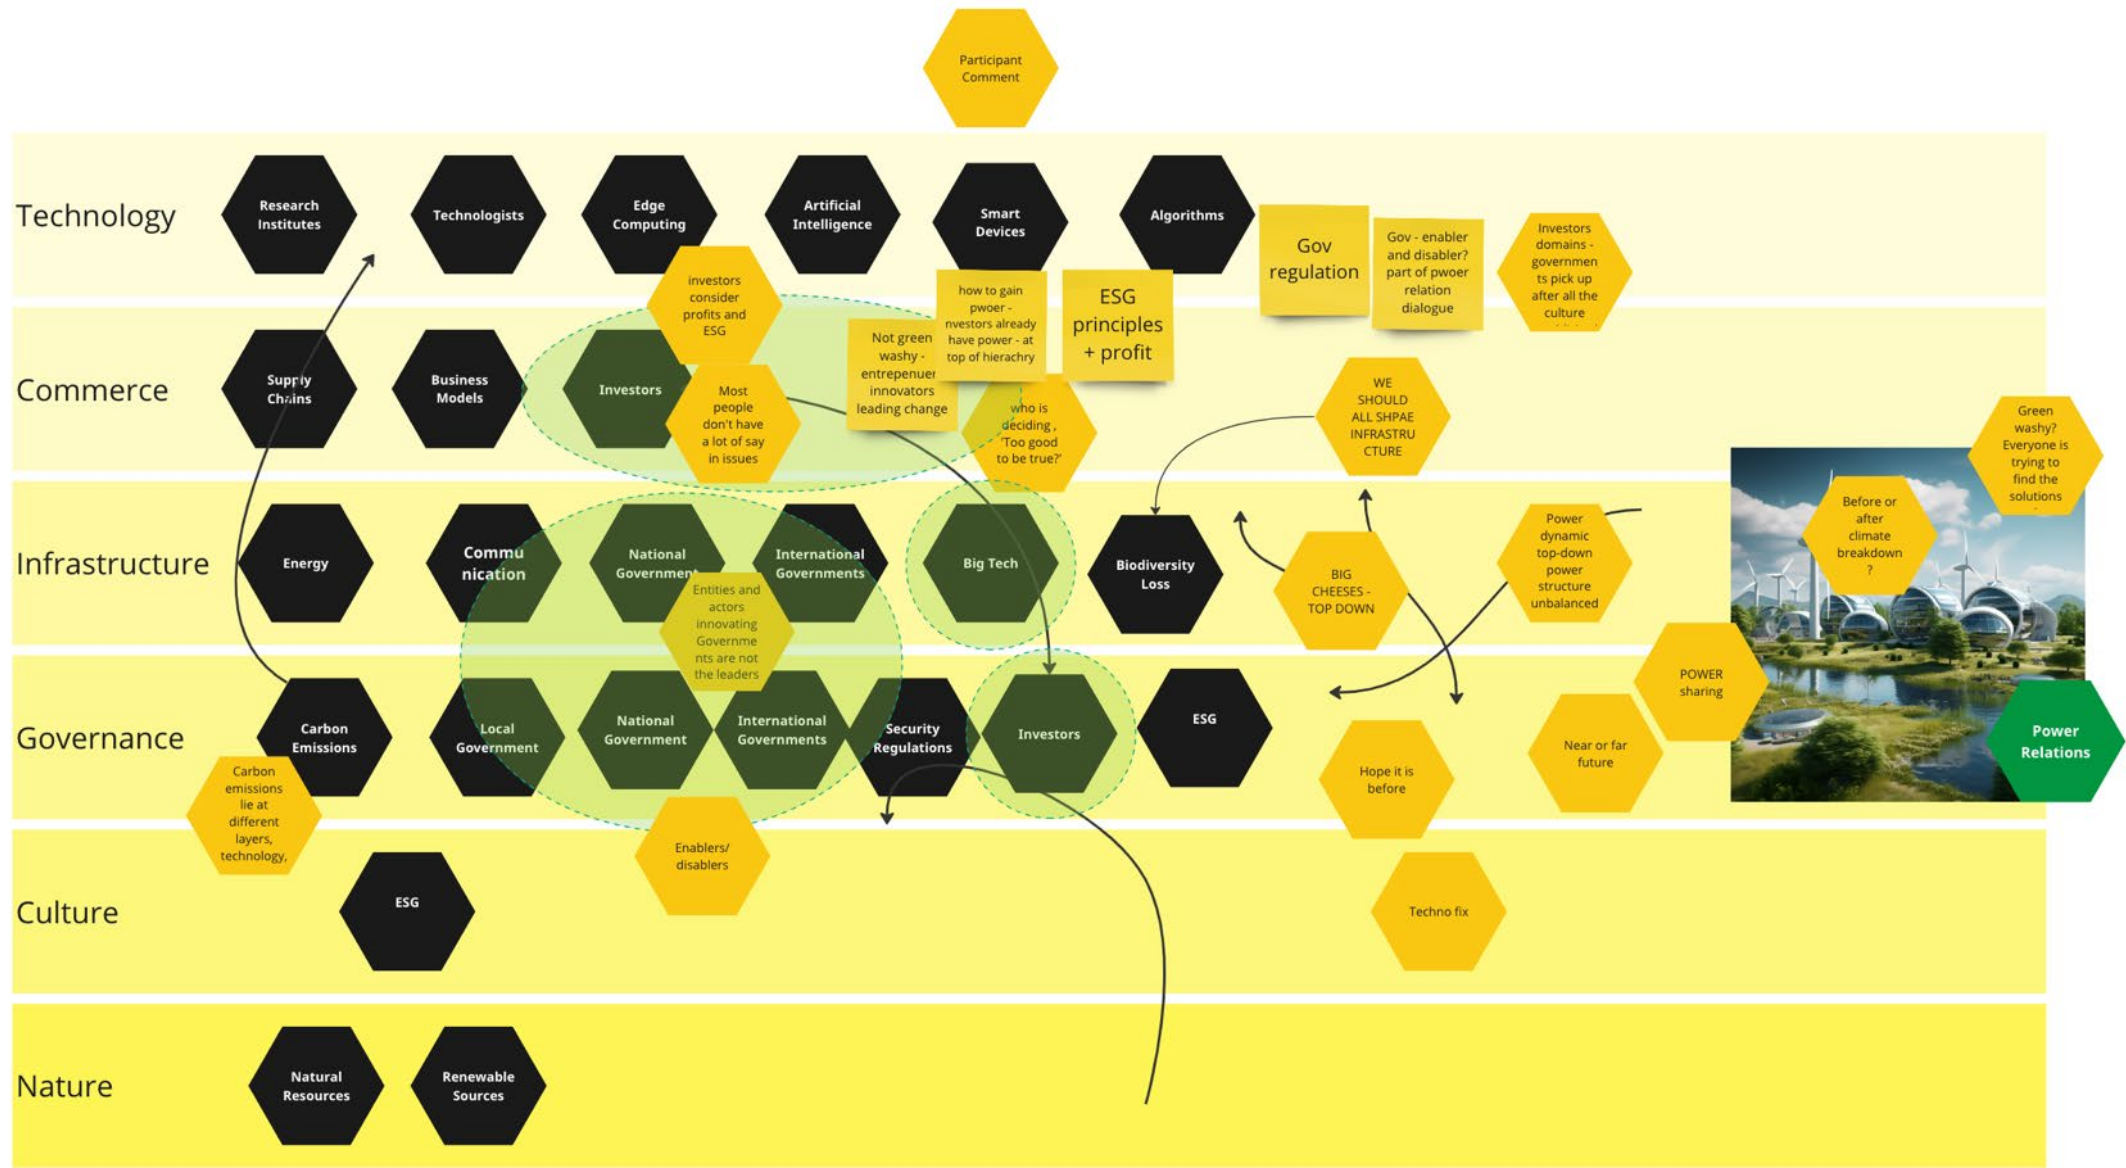 Participant
Comment
Technology
Research
Institutes
Technologists
Edge
Computing
Artificial
Intelligence
Smart
Devices
Algorithms
Gov
regulation
Gov - enabler
and disabler?
part of pwoer
relation
dialogue
Investors
domains -
governmen
ts pick up
after all the
culture
investors
consider
profits and
ESG
how to gain
pwoer -
nvestors already
have power - at
top of hierachry
ESG
principles
+ profit
Not green
washy -
entrepenuer
innovators
leading change
Commerce
Supply
Chains
Business
Models
Investors
Most
people
don't have
a lot of say
in issues
who is
deciding ,
'Too good
to be true?'
WE
SHOULD
ALL SHPAE
INFRASTRU
CTURE
Green
washy?
Everyone is
trying to
find the
solutions
Infrastructure
Energy
Commu
nication
National
Government
International
Governments
Big Tech
Biodiversity
Loss
BIG
CHEESES -
TOP DOWN
Power
dynamic
top-down
power
structure
unbalanced
Before or
after
climate
breakdown
?
Entities and
actors
innovating
Governme
nts are not
the leaders
POWER
sharing
Governance
Carbon
Emissions
Local
Government
National
Government
International
Governments
Security
Regulations
Investors
ESG
Near or far
future
Power
Relations
Hope it is
before
Carbon
emissions
lie at
different
layers,
technology,
Enablers/
disablers
Culture
ESG
Techno fix
Nature
Natural
Resources
Renewable
Sources